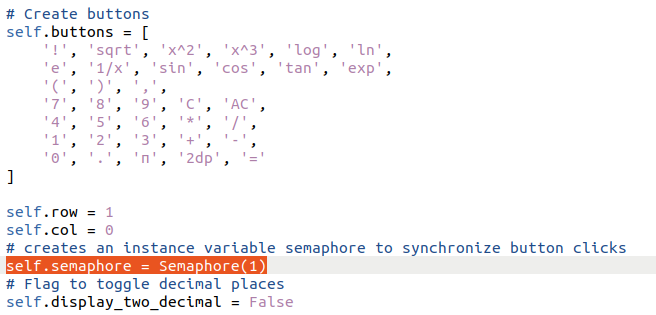 # Create buttons
self.buttons = [
    '!', 'sqrt', 'x^2', 'x^3', 'log', 'ln',
    'e', '1/x', 'sin', 'cos', 'tan', 'exp',
    '(', ')', ',',
    '7', '8', '9', 'C', 'AC',
    '4', '5', '6', '*', '/',
    '1', '2', '3', '+', '-',
    '0', '.', 'π', '2dp', '='
]
self.row = 1
self.col = 0
# creates an instance variable semaphore to synchronize button clicks
self.semaphore = Semaphore(1)
# Flag to toggle decimal places
self.display_two_decimal = False